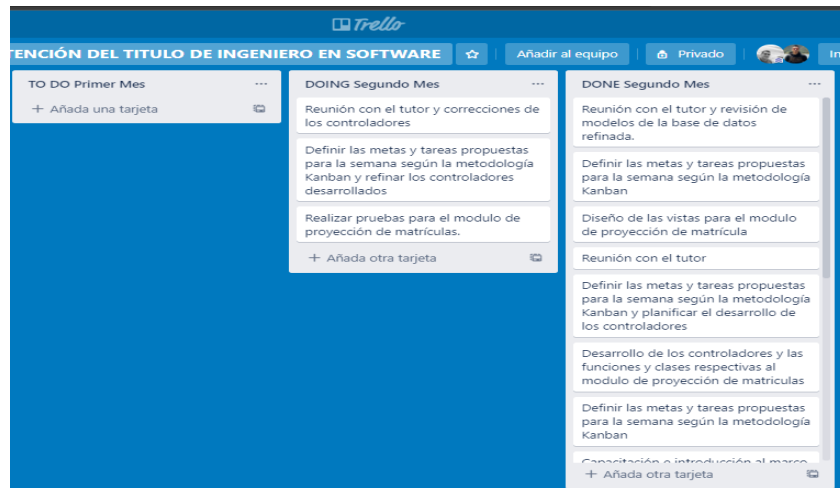 Trello
TENCIÓN DEL TITULO DE INGENIERO EN SOFTWARE
Añadir al equipo
Privado
In
TO DO Primer Mes
+ Añada una tarjeta
DOING Segundo Mes
Reunión con el tutor y correcciones de
los controladores
Definir las metas y tareas propuestas
para la semana según la metodología
Kanban y refinar los controladores
desarrollados
Realizar pruebas para el modulo de
proyección de matrículas.
+ Añada otra tarjeta
DONE Segundo Mes
Reunión con el tutor y revisión de
modelos de la base de datos
refinada.
Definir las metas y tareas propuestas
para la semana según la metodología
Kanban
Diseño de las vistas para el modulo
de proyección de matrícula
Reunión con el tutor
Definir las metas y tareas propuestas
para la semana según la metodología
Kanban y planificar el desarrollo de
los controladores
Desarrollo de los controladores y las
funciones y clases respectivas al
modulo de proyección de matriculas
Definir las metas y tareas propuestas
para la semana según la metodología
Kanban
Capacitación e introducción al marco
+ Añada otra tarjeta